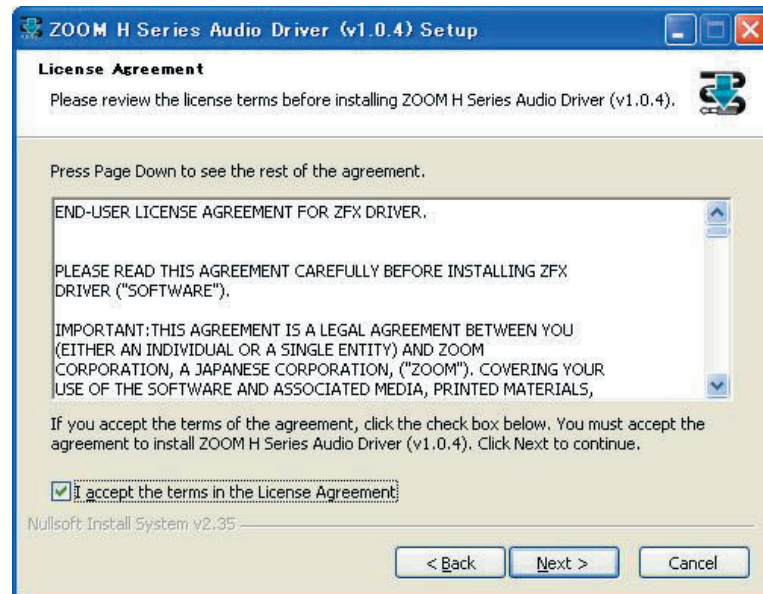 ZOOM H Series Audio Driver (v1.0.4) Setup
License Agreement
Please review the license terms before installing ZOOM H Series Audio Driver (v1.0.4).
Press Page Down to see the rest of the agreement.
END-USER LICENSE AGREEMENT FOR ZFX DRIVER.
PLEASE READ THIS AGREEMENT CAREFULLY BEFORE INSTALLING ZFX
DRIVER ("SOFTWARE").
IMPORTANT:THIS AGREEMENT IS A LEGAL AGREEMENT BETWEEN YOU
(EITHER AN INDIVIDUAL OR A SINGLE ENTITY) AND ZOOM
CORPORATION, A JAPANESE CORPORATION, ("ZOOM"). COVERING YOUR
USE OF THE SOFTWARE AND ASSOCIATED MEDIA, PRINTED MATERIALS,
If you accept the terms of the agreement, click the check box below. You must accept the
agreement to install ZOOM H Series Audio Driver (v1.0.4). Click Next to continue.
I accept the terms in the License Agreement
Nullsoft Install System v2.35
< Back Next > Cancel